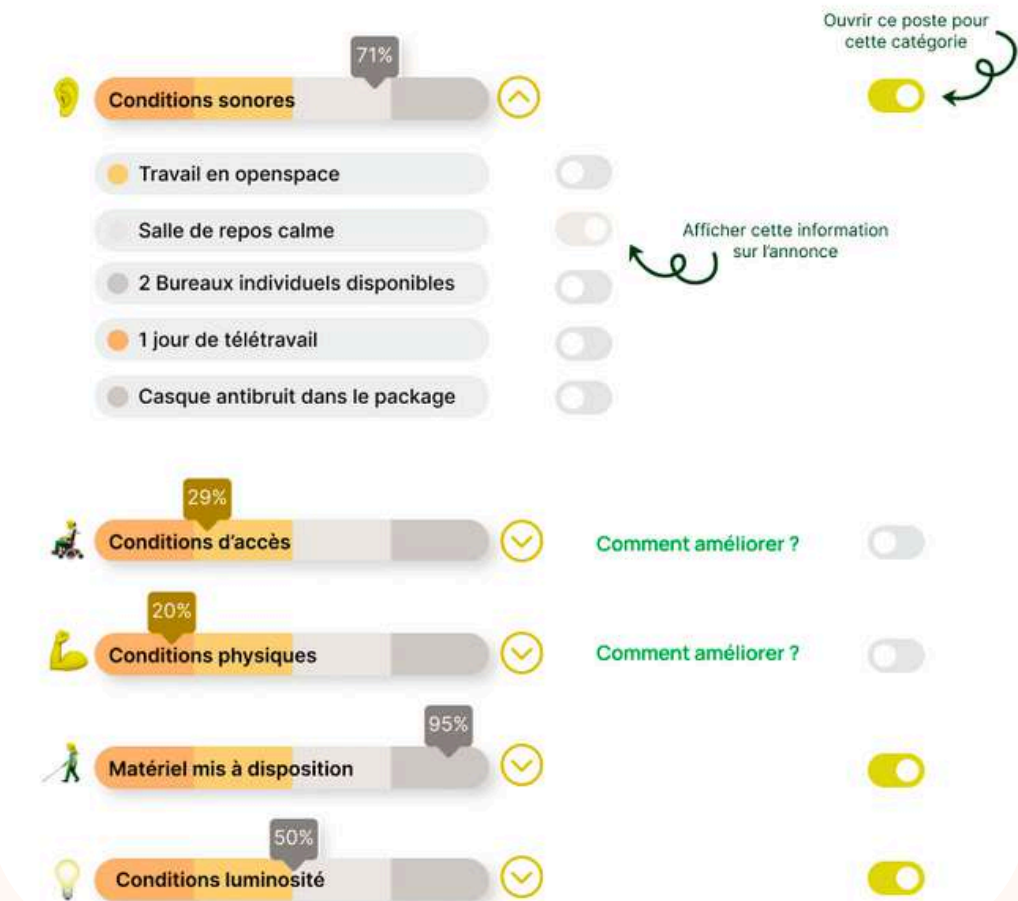 Ouvrir ce poste pour
cette catégorie
71%
Conditions sonores
Travail en openspace
Salle de repos calme
Afficher cette information
sur l'annonce
2 Bureaux individuels disponibles
1 jour de télétravail
Casque antibruit dans le package
29%
Conditions d'accès
Comment améliorer ?
20%
Conditions physiques
Comment améliorer ?
95%
Matériel mis à disposition
50%
Conditions luminosité